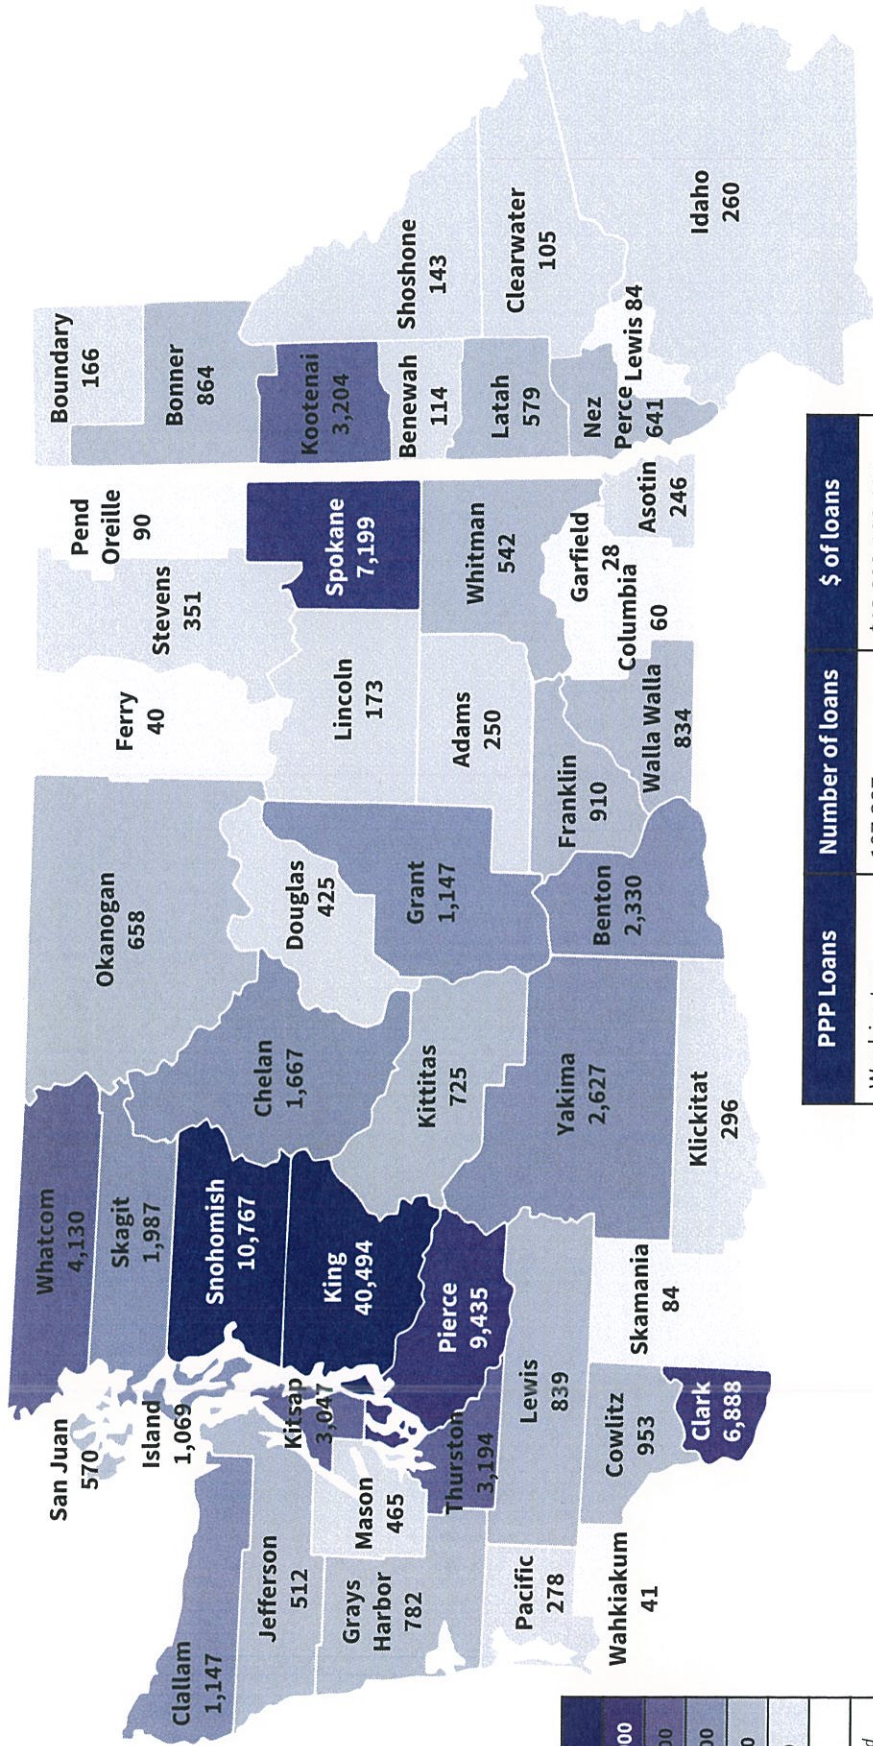 Whatcom
4,130
San Juan
570
Skagit
1,987
Island
1,069
Snohomish
10,767
Clallam
1,147
Jefferson
512
Kitsap
3,047
King
40,494
Mason
465
Grays
Harbor
782
Thurston
3,194
Pierce
9,435
Pacific
278
Lewis
839
Wahkiakum
41
Cowlitz
953
Clark
6,888
Skamania
84
Okanogan
658
Chelan
1,667
Douglas
425
Kittitas
725
Grant
1,147
Yakima
2,627
Klickitat
296
Benton
2,330
Ferry
40
Stevens
351
Pend
Oreille
90
Lincoln
173
Spokane
7,199
Adams
250
Whitman
542
Franklin
910
Walla Walla
834
Columbia
60
Garfield
28
Asotin
246
Boundary
166
Bonner
864
Kootenai
3,204
Benewah
114
Shoshone
143
Latah
579
Clearwater
105
Nez
Perce
641
Lewis 84
Idaho
260
PPP Loans Number of loans $ of loans